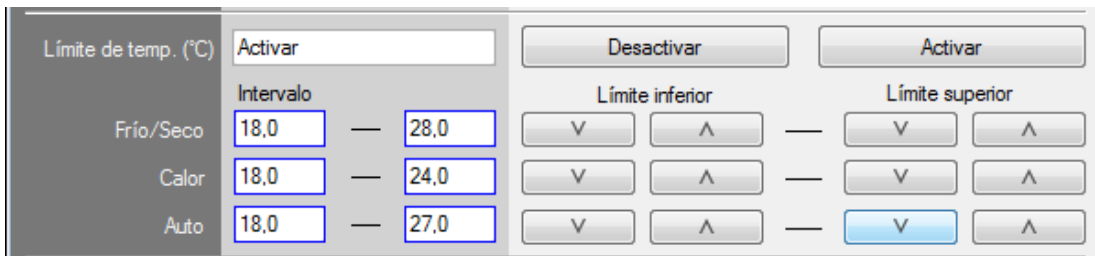 Límite de temp. (°C) Activar Desactivar Activar
Intervalo Límite inferior Límite superior
Frío/Seco 18,0 — 28,0 ∨ ∧ — ∨ ∧
Calor 18,0 — 24,0 ∨ ∧ — ∨ ∧
Auto 18,0 — 27,0 ∨ ∧ — ∨ ∧